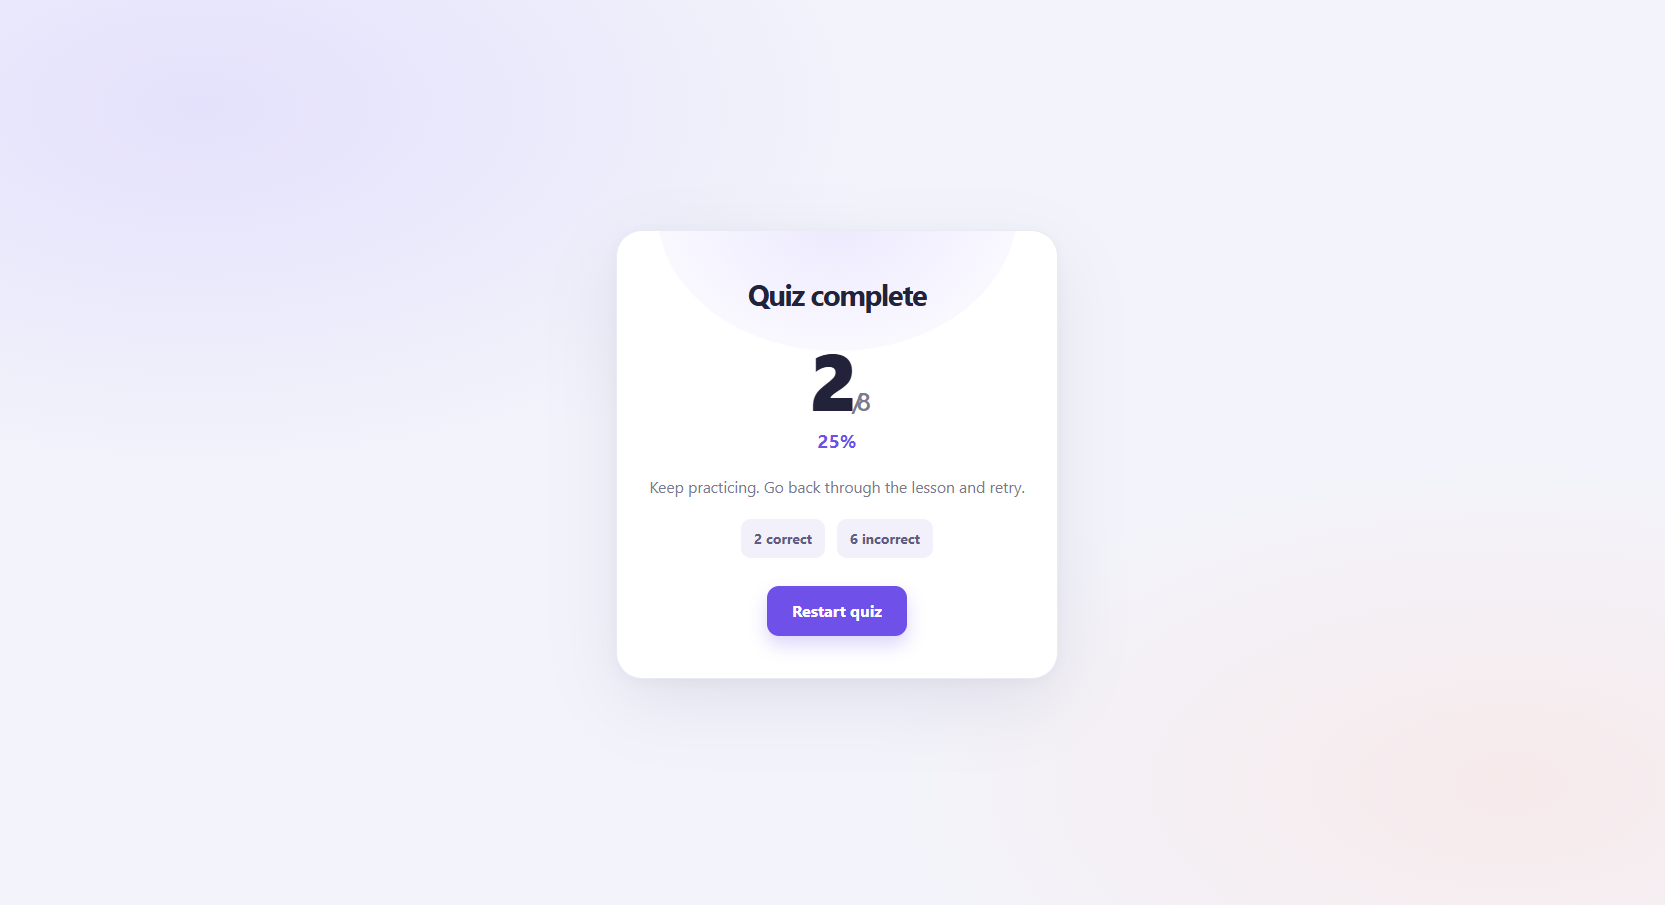 Quiz complete
2/8
25%
Keep practicing. Go back through the lesson and retry.
2 correct
6 incorrect
Restart quiz